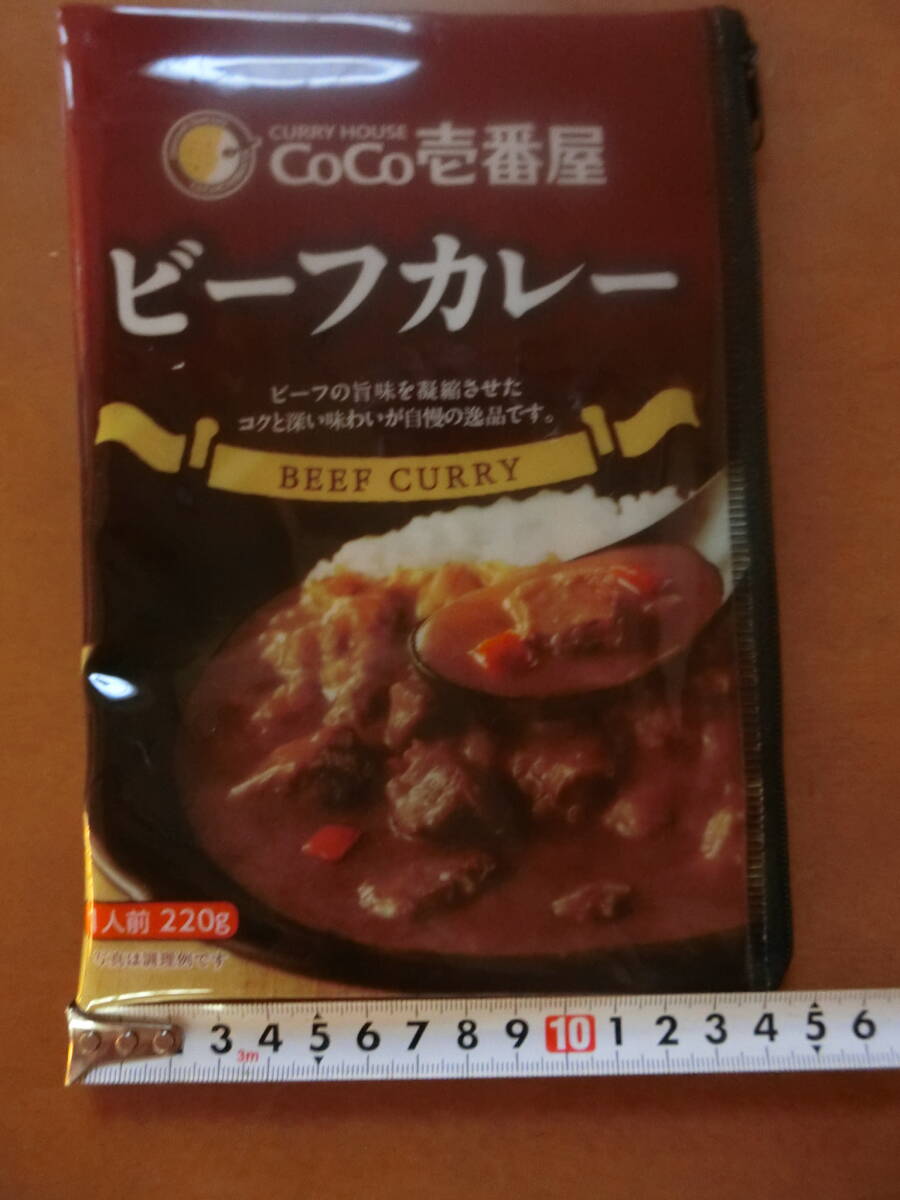 CURRY HOUSE
CoCo壱番屋
ビーフカレー
ビーフの旨味を凝縮させた
コクと深い味わいが自慢の逸品です。
BEEF CURRY
1人前 220g
写真は調理例です
3 4 5 6 7 8 9 10 1 2 3 4 5 6
3m